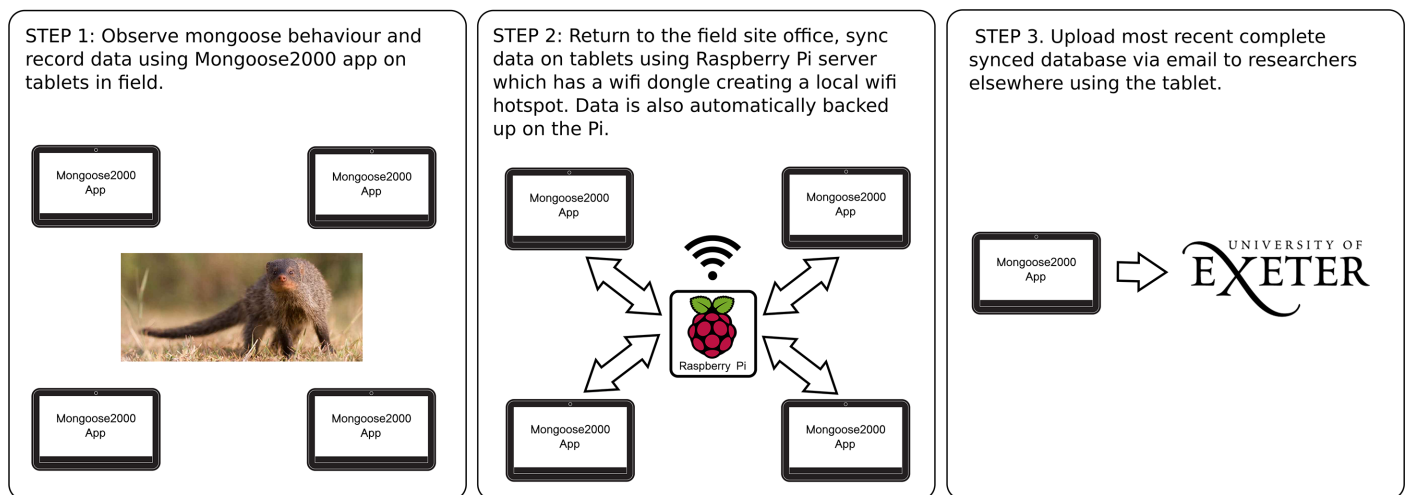 STEP 1: Observe mongoose behaviour and
record data using Mongoose2000 app on
tablets in field.
Mongoose2000
App
Mongoose2000
App
Mongoose2000
App
Mongoose2000
App
STEP 2: Return to the field site office, sync
data on tablets using Raspberry Pi server
which has a wifi dongle creating a local wifi
hotspot. Data is also automatically backed
up on the Pi.
Mongoose2000
App
Mongoose2000
App
Raspberry Pi
Mongoose2000
App
Mongoose2000
App
STEP 3. Upload most recent complete
synced database via email to researchers
elsewhere using the tablet.
Mongoose2000
App
UNIVERSITY OF
EXETER